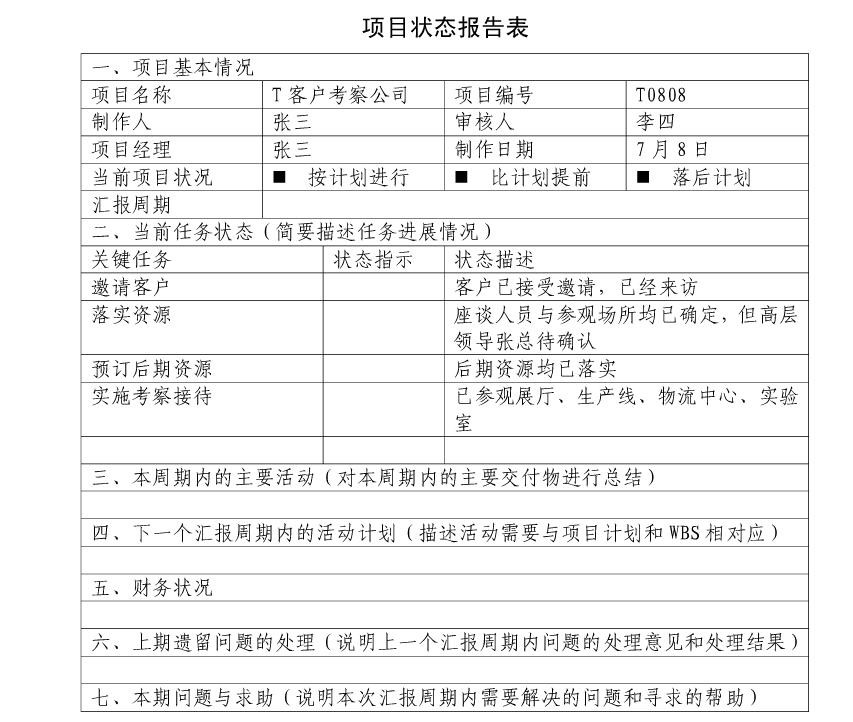 项目状态报告表
一、项目基本情况
项目名称 T客户考察公司 项目编号 T0808
制作人 张三 审核人 李四
项目经理 张三 制作日期 7月8日
当前项目状况 ■ 按计划进行 ■ 比计划提前 ■ 落后计划
汇报周期
二、当前任务状态（简要描述任务进展情况）
关键任务 状态指示 状态描述
邀请客户 客户已接受邀请，已经来访
落实资源 座谈人员与参观场所均已确定，但高层
领导张总待确认
预订后期资源 后期资源均已落实
实施考察接待 已参观展厅、生产线、物流中心、实验
室
三、本周期内的主要活动（对本周期内的主要交付物进行总结）
四、下一个汇报周期内的活动计划（描述活动需要与项目计划和WBS相对应）
五、财务状况
六、上期遗留问题的处理（说明上一个汇报周期内问题的处理意见和处理结果）
七、本期问题与求助（说明本次汇报周期内需要解决的问题和寻求的帮助）